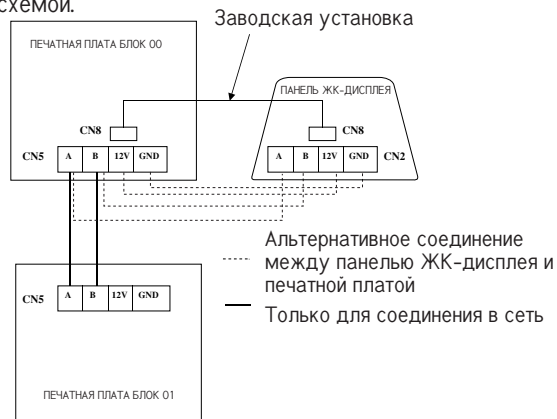 схемой.
Заводская установка
ПЕЧАТНАЯ ПЛАТА БЛОК 00
ПАНЕЛЬ ЖК-ДИСПЛЕЯ
CN8
CN8
CN5 A B 12V GND
A B 12V GND CN2
Альтернативное соединение
между панелью ЖК-дисплея и
печатной платой
Только для соединения в сеть
CN5 A B 12V GND
ПЕЧАТНАЯ ПЛАТА БЛОК 01